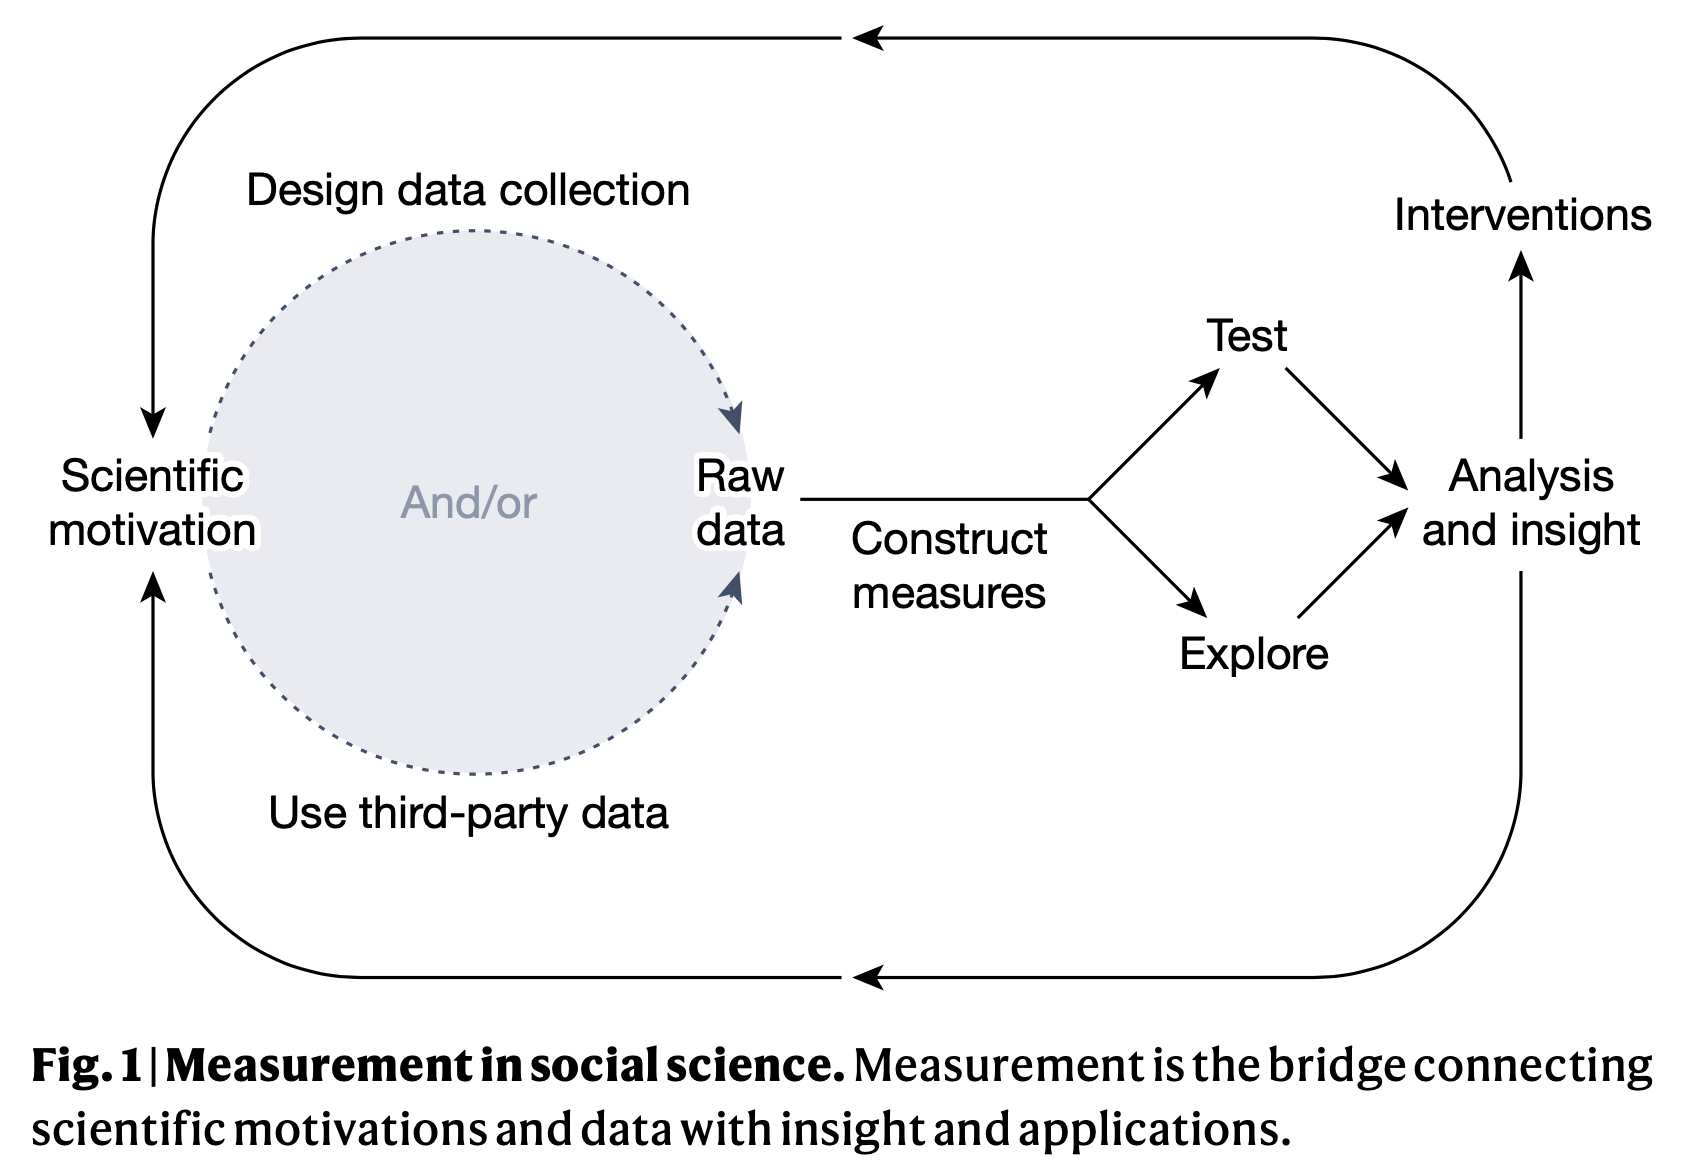 Design data collection
Interventions
Test
Scientific
motivation
And/or
Raw
data
Construct
measures
Analysis
and insight
Explore
Use third-party data
Fig. 1 | Measurement in social science. Measurement is the bridge connecting
scientific motivations and data with insight and applications.